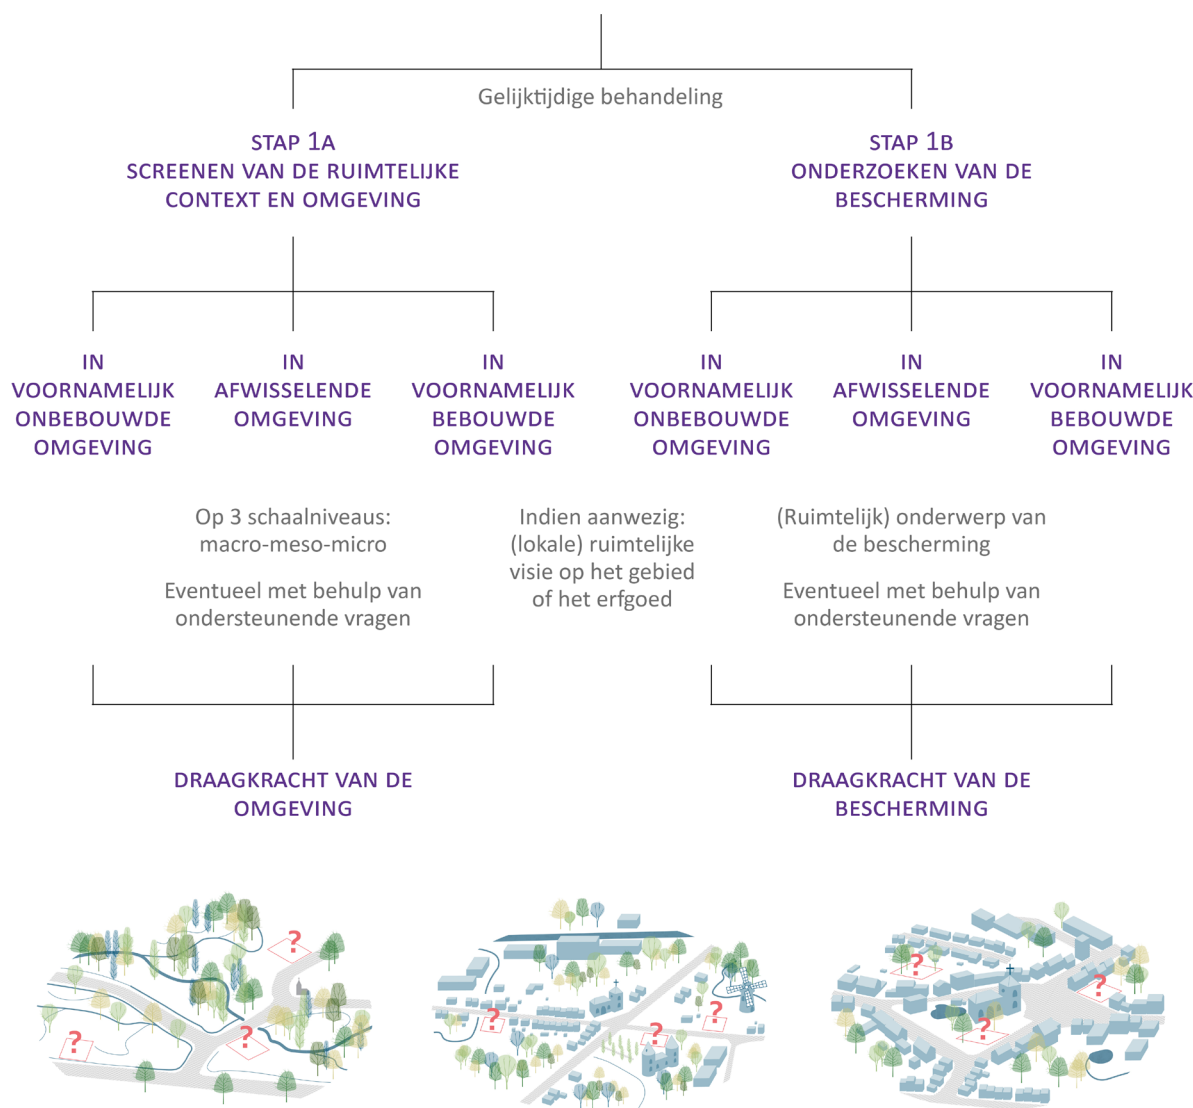 Gelijktijdige behandeling
STAP 1A
SCREENEN VAN DE RUIMTELIJKE
CONTEXT EN OMGEVING
STAP 1B
ONDERZOEKEN VAN DE
BESCHERMING
IN
VOORNAMELIJK
ONBEBOUWDE
OMGEVING
IN
AFWISSELENDE
OMGEVING
IN
VOORNAMELIJK
BEBOUWDE
OMGEVING
IN
VOORNAMELIJK
ONBEBOUWDE
OMGEVING
IN
AFWISSELENDE
OMGEVING
IN
VOORNAMELIJK
BEBOUWDE
OMGEVING
Op 3 schaalniveaus:
macro-meso-micro
Eventueel met behulp van
ondersteunende vragen
Indien aanwezig:
(lokale) ruimtelijke
visie op het gebied
of het erfgoed
(Ruimtelijk) onderwerp van
de bescherming
Eventueel met behulp van
ondersteunende vragen
DRAAGKRACHT VAN DE
OMGEVING
DRAAGKRACHT VAN DE
BESCHERMING
?
?
?
?
?
?
?
?
?